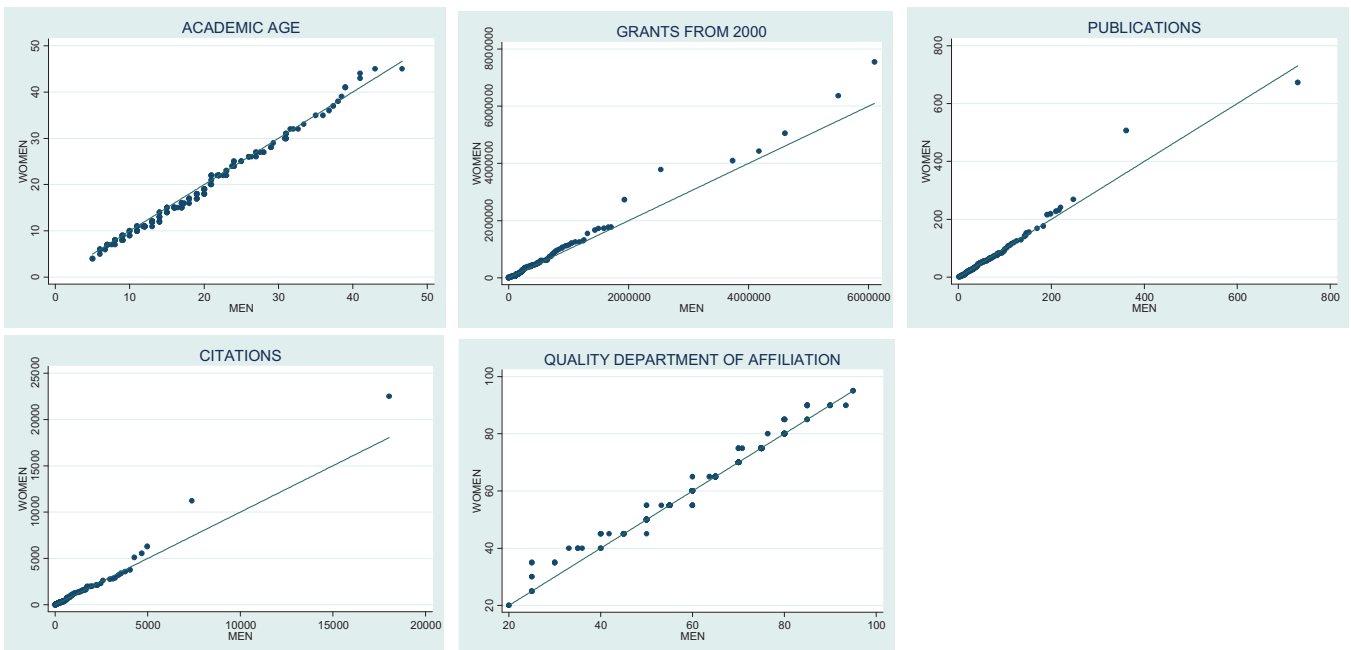 ACADEMIC AGE
WOMEN
0 10 20 30 40 50
0 10 20 30 40 50
MEN
GRANTS FROM 2000
WOMEN
0 2000000 4000000 6000000 8000000
0 2000000 4000000 6000000
MEN
PUBLICATIONS
WOMEN
0 200 400 600 800
0 200 400 600 800
MEN
CITATIONS
WOMEN
0 5000 10000 15000 20000 25000
0 5000 10000 15000 20000
MEN
QUALITY DEPARTMENT OF AFFILIATION
WOMEN
20 40 60 80 100
20 40 60 80 100
MEN